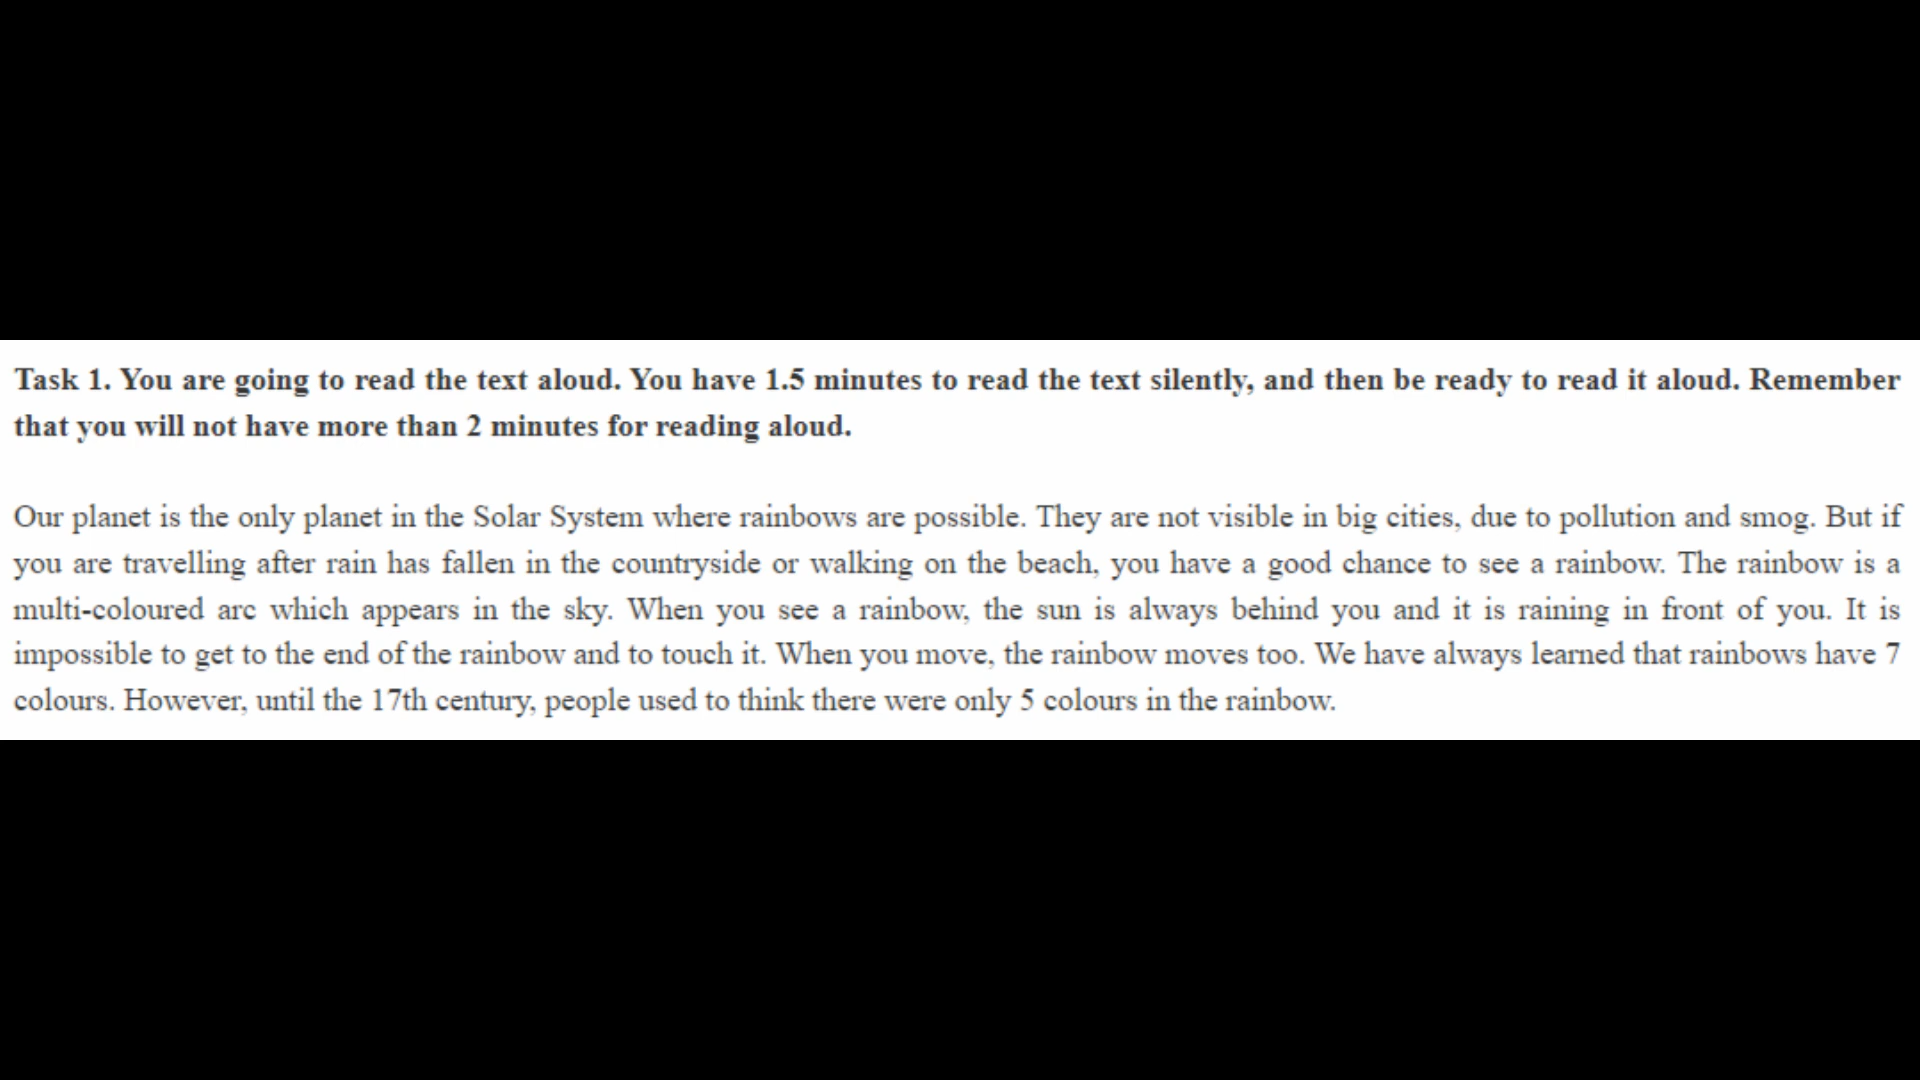 Task 1. You are going to read the text aloud. You have 1.5 minutes to read the text silently, and then be ready to read it aloud. Remember
that you will not have more than 2 minutes for reading aloud.
Our planet is the only planet in the Solar System where rainbows are possible. They are not visible in big cities, due to pollution and smog. But if
you are travelling after rain has fallen in the countryside or walking on the beach, you have a good chance to see a rainbow. The rainbow is a
multi-coloured arc which appears in the sky. When you see a rainbow, the sun is always behind you and it is raining in front of you. It is
impossible to get to the end of the rainbow and to touch it. When you move, the rainbow moves too. We have always learned that rainbows have 7
colours. However, until the 17th century, people used to think there were only 5 colours in the rainbow.